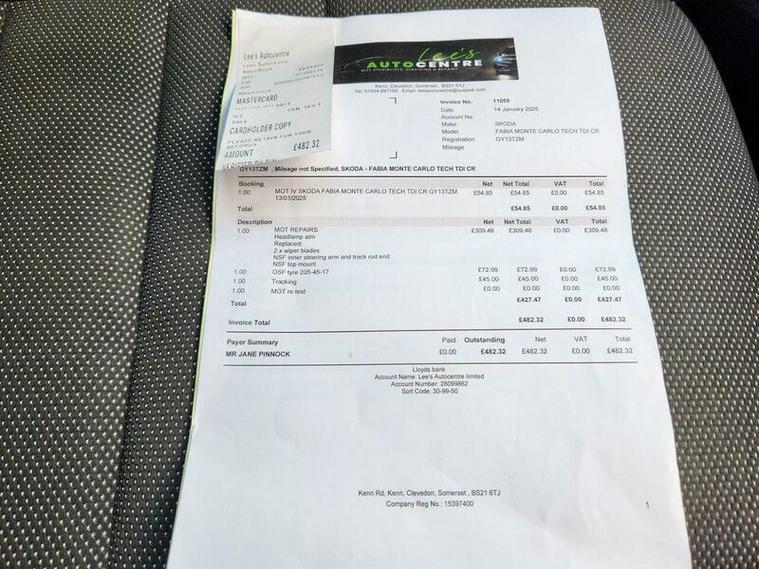 Lee's Autocentre
MASTERCARD
SALE
CARDHOLDER COPY
PLEASE RETAIN FOR YOUR
RECORDS
AMOUNT £482.32
Lee's
AUTOCENTRE
MOT SPECIALISTS, SERVICING & REPAIRS
Kenn, Clevedon, Somerset, BS21 6TJ
Invoice No. 11059
Date 14 January 2025
Account No.
Make SKODA
Model FABIA MONTE CARLO TECH TDI CR
Registration GY13TZM
Mileage
GY13TZM , Mileage not Specified, SKODA - FABIA MONTE CARLO TECH TDI CR
Booking Net Net Total VAT Total
1.00 MOT IV SKODA FABIA MONTE CARLO TECH TDI CR GY13TZM £54.85 £54.85 £0.00 £54.85
13/01/2025
Total £54.85 £0.00 £54.85
Description Net Net Total VAT Total
1.00 MOT REPAIRS £309.48 £309.48 £0.00 £309.48
Headlamp aim
Replaced:
2 x wiper blades
NSF inner steering arm and track rod end
NSF top mount
1.00 OSF tyre 205-45-17 £72.99 £72.99 £0.00 £72.99
1.00 Tracking £45.00 £45.00 £0.00 £45.00
1.00 MOT re test £0.00 £0.00 £0.00 £0.00
Total £427.47 £0.00 £427.47
Invoice Total £482.32 £0.00 £482.32
Payer Summary Paid Outstanding Net VAT Total
MR JANE PINNOCK £0.00 £482.32 £482.32 £0.00 £482.32
Lloyds bank
Account Name: Lee's Autocentre limited
Account Number: 28099862
Sort Code: 30-99-50
Kenn Rd, Kenn, Clevedon, Somerset , BS21 6TJ
Company Reg No.: 15397400
1